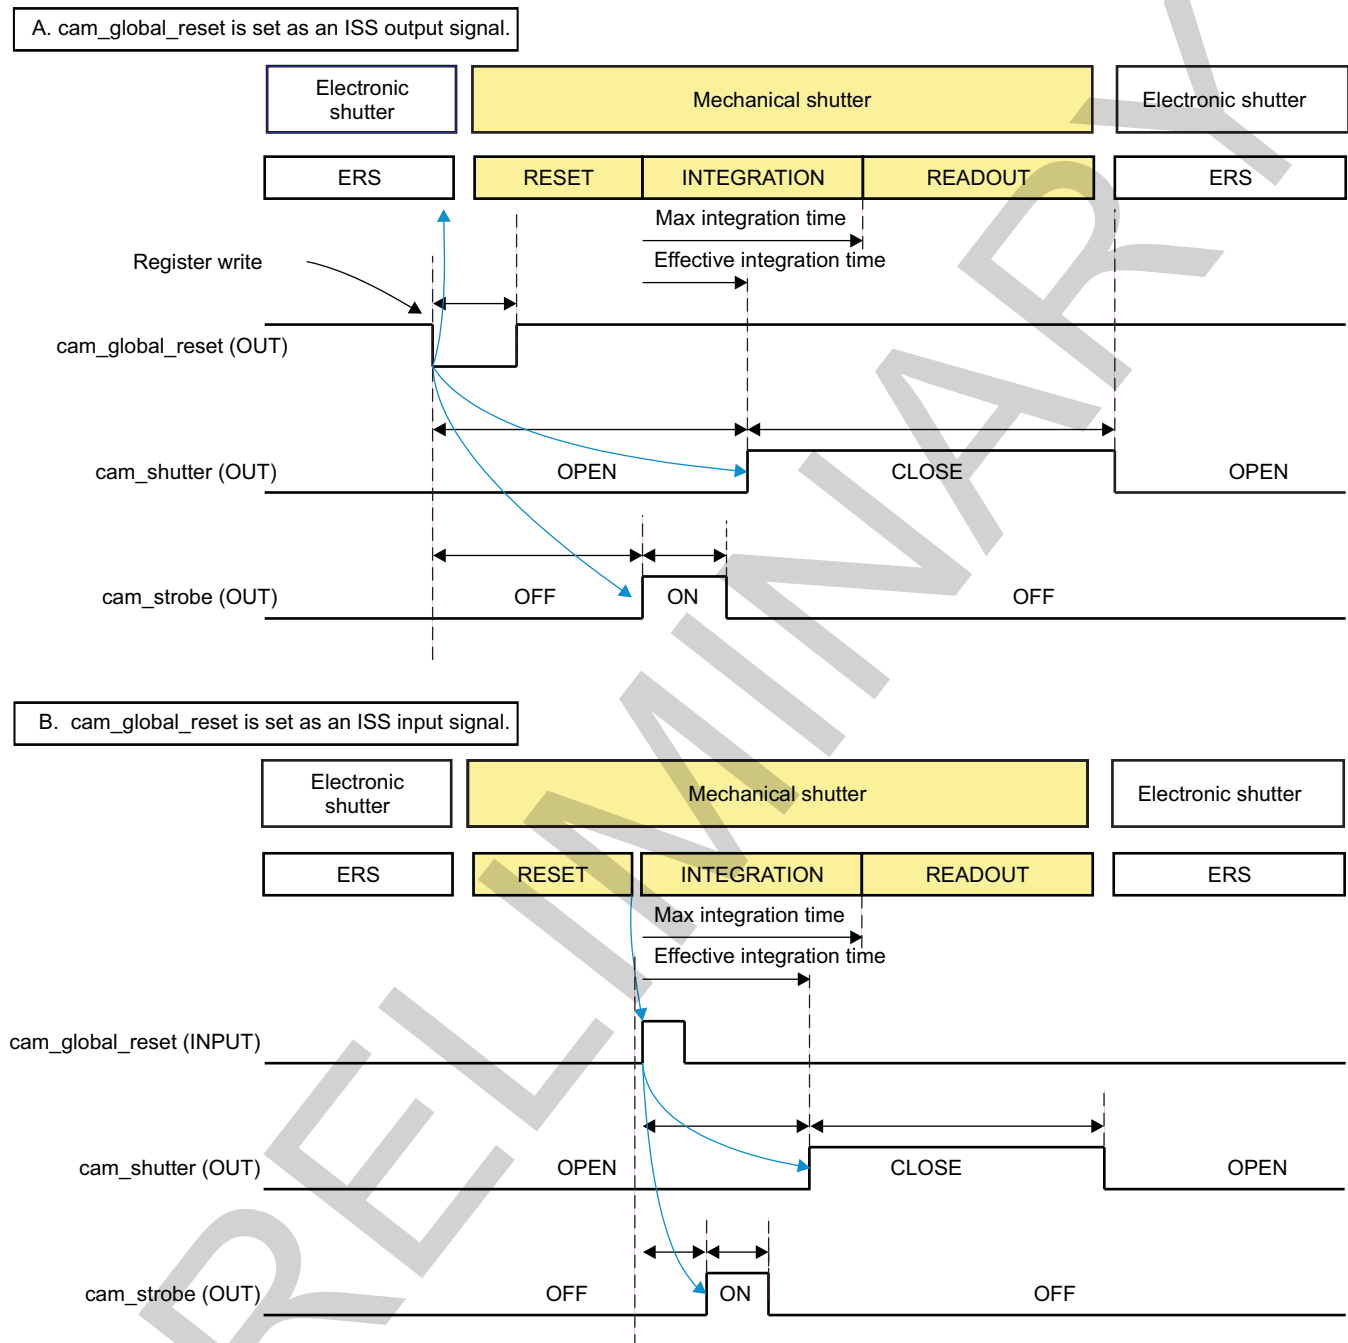 A. cam_global_reset is set as an ISS output signal.
Electronic
shutter
Mechanical shutter
Electronic shutter
ERS
RESET
INTEGRATION
READOUT
ERS
Max integration time
Effective integration time
Register write
cam_global_reset (OUT)
cam_shutter (OUT)
OPEN
CLOSE
OPEN
cam_strobe (OUT)
OFF
ON
OFF
B. cam_global_reset is set as an ISS input signal.
Electronic
shutter
Mechanical shutter
Electronic shutter
ERS
RESET
INTEGRATION
READOUT
ERS
Max integration time
Effective integration time
cam_global_reset (INPUT)
cam_shutter (OUT)
OPEN
CLOSE
OPEN
cam_strobe (OUT)
OFF
ON
OFF
RELIMINARY